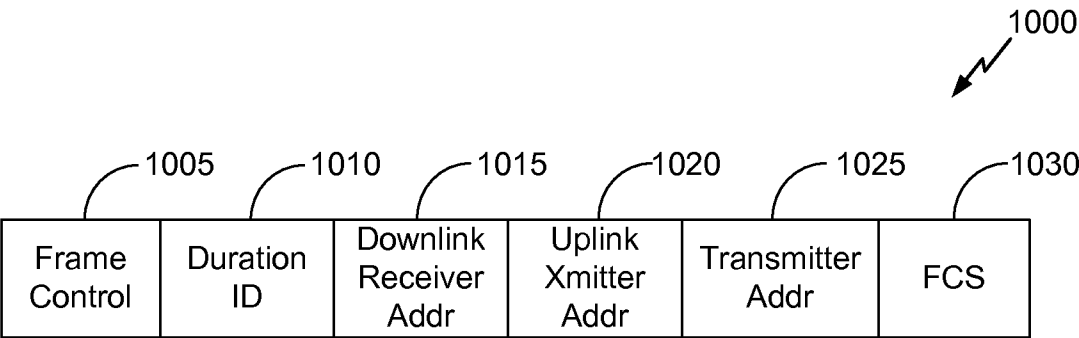 1000
1005
1010
1015
1020
1025
1030
Frame
Control
Duration
ID
Downlink
Receiver
Addr
Uplink
Xmitter
Addr
Transmitter
Addr
FCS